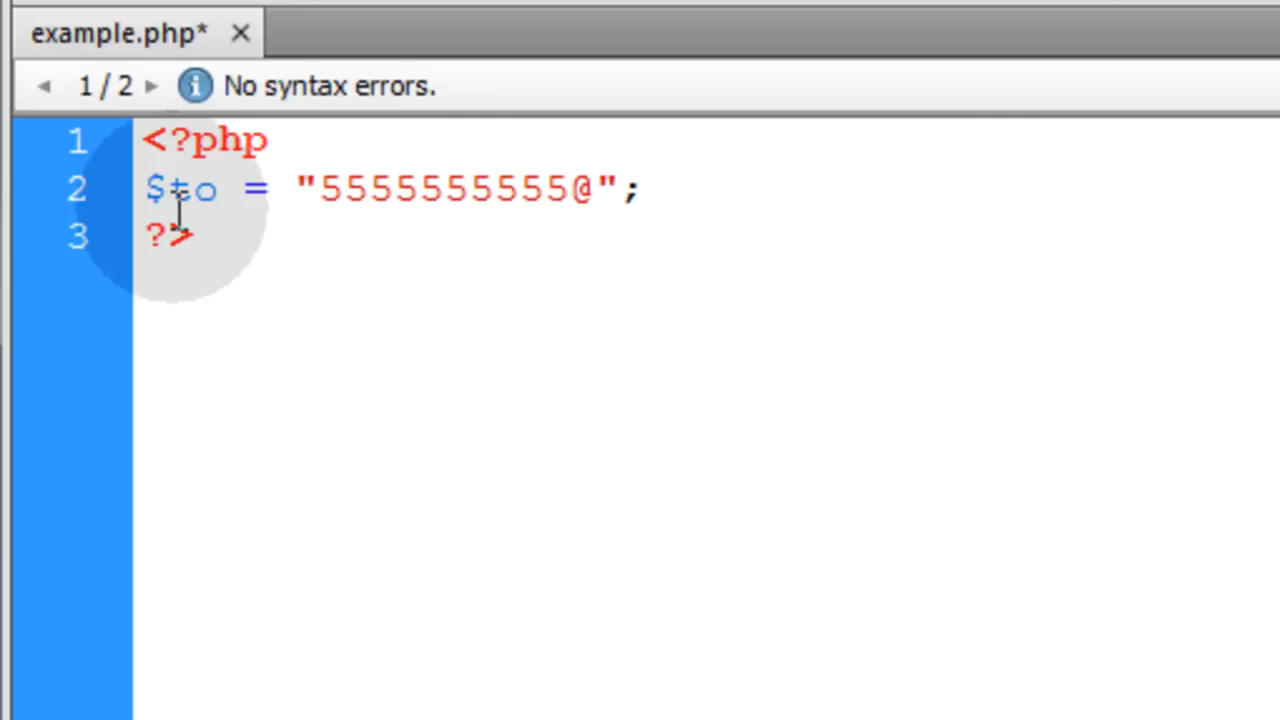 example.php* ×
1 / 2 No syntax errors.
1 <?php
2 $to = "5555555555@";
3 ?>